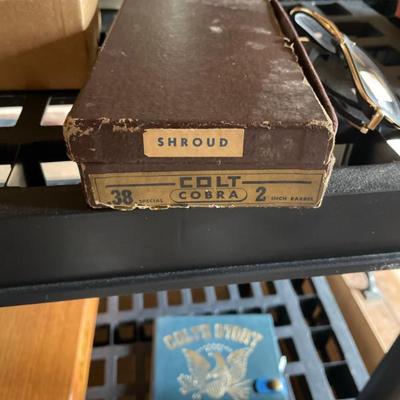 SHROUD
COLT
38 SPECIAL COBRA 2 INCH BARREL
COLT'S